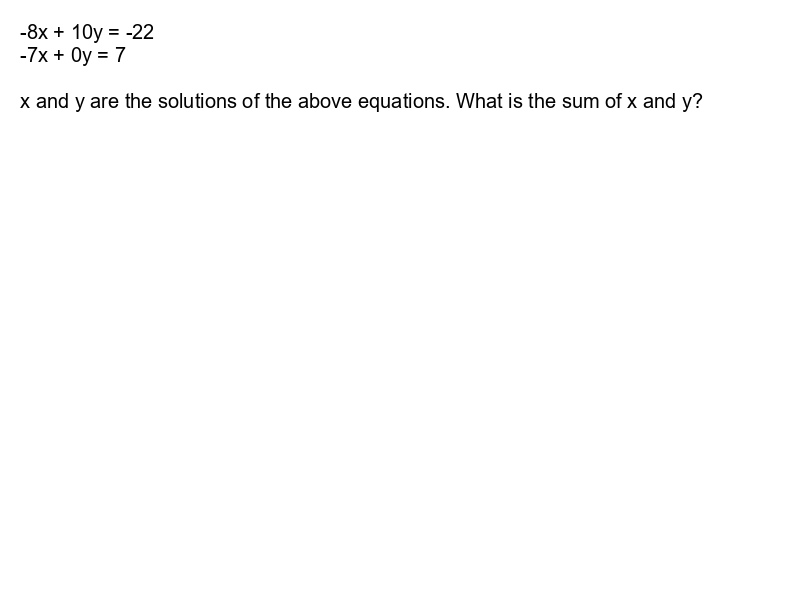 -8x + 10y = -22
-7x + 0y = 7
x and y are the solutions of the above equations. What is the sum of x and y?